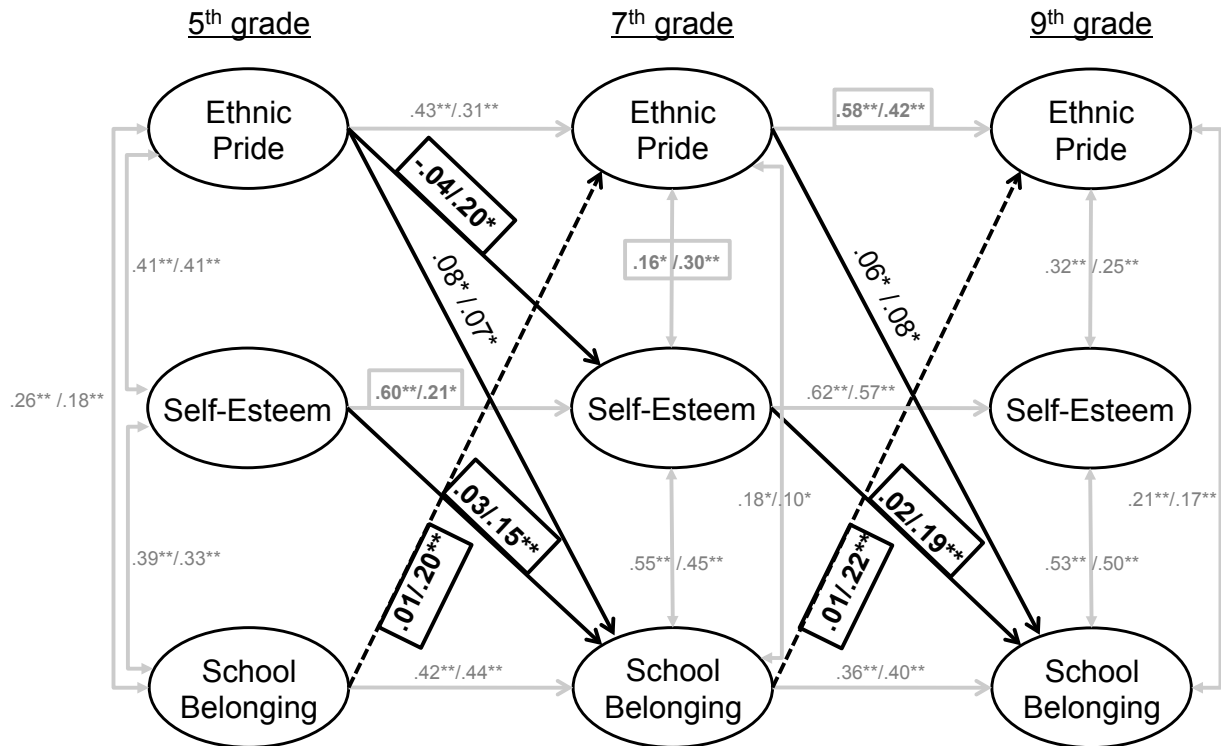 5th grade
7th grade
9th grade
Ethnic
Pride
.43**/.31**
Ethnic
Pride
.58**/.42**
Ethnic
Pride
-.04/.20*
.41**/.41**
.08* /.07*
.16* /.30**
.06* /.08*
.32** /.25**
.26** /.18**
Self-Esteem
.60**/.21*
Self-Esteem
.62**/.57**
Self-Esteem
.03/.15**
.18*/.10*
.02/.19**
.21**/.17**
.39**/.33**
.01/.20**
.55** /.45**
.01/.22**
.53** /.50**
School
Belonging
.42**/.44**
School
Belonging
.36**/.40**
School
Belonging